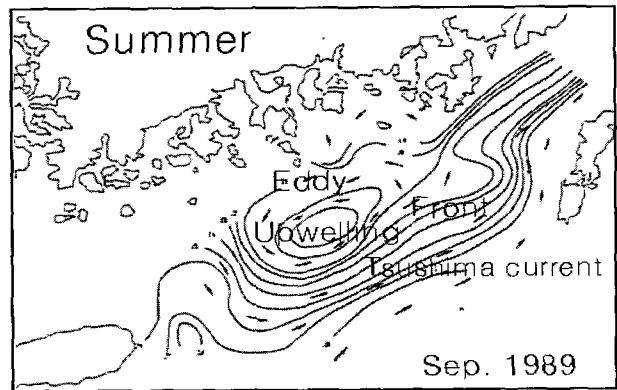 Summer
Eddy
Upwelling
Front
Tsushima current
Sep. 1989